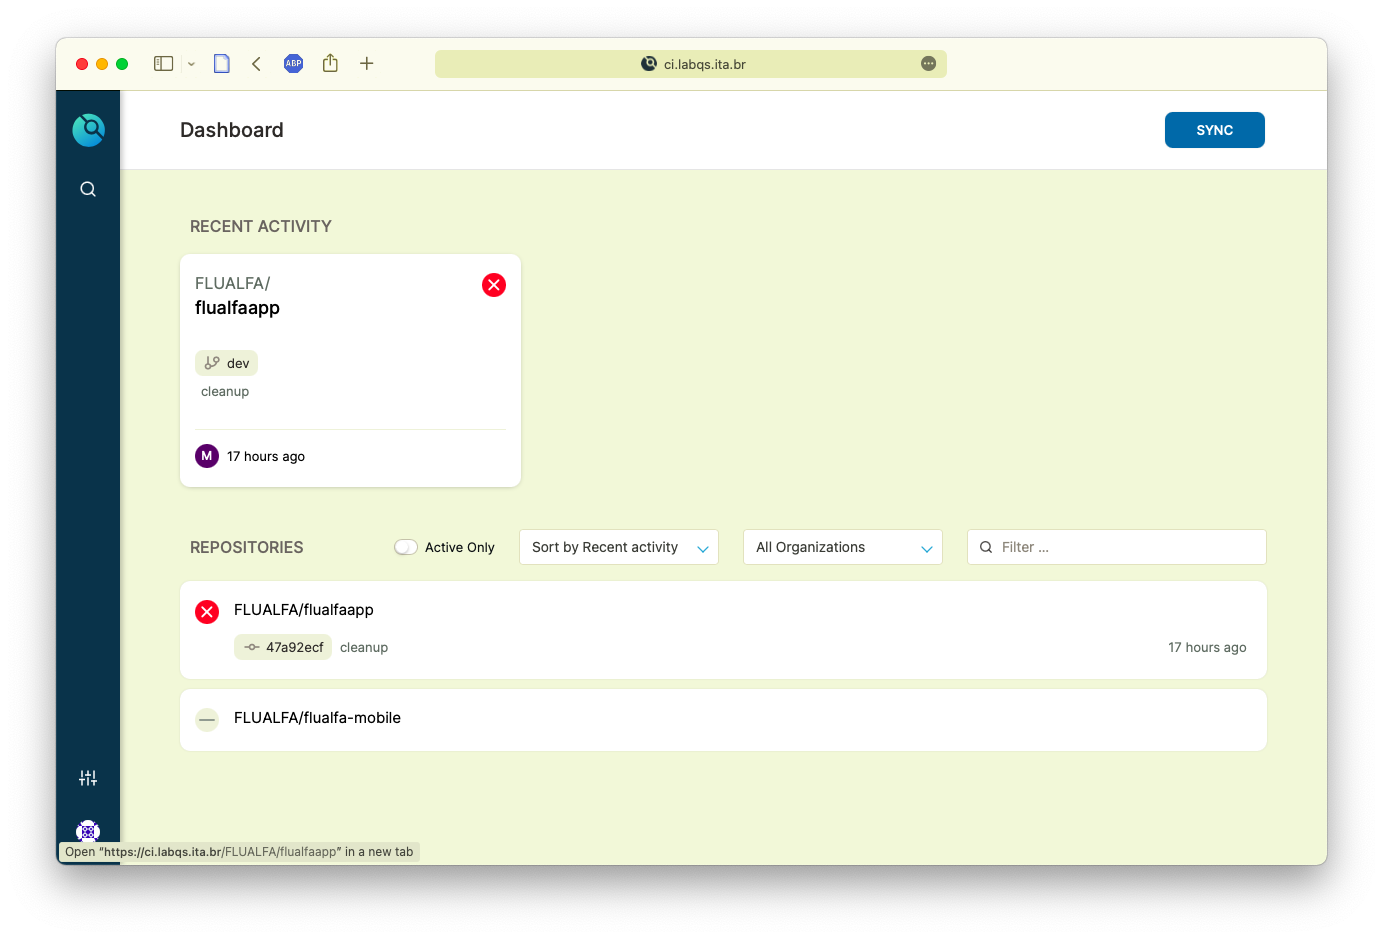 ABP
ci.labqs.ita.br
Dashboard
SYNC
RECENT ACTIVITY
FLUALFA/
flualfaapp
dev
cleanup
M 17 hours ago
REPOSITORIES
Active Only
Sort by Recent activity
All Organizations
Filter ...
FLUALFA/flualfaapp
47a92ecf cleanup 17 hours ago
FLUALFA/flualfa-mobile
Open “https://ci.labqs.ita.br/FLUALFA/flualfaapp” in a new tab